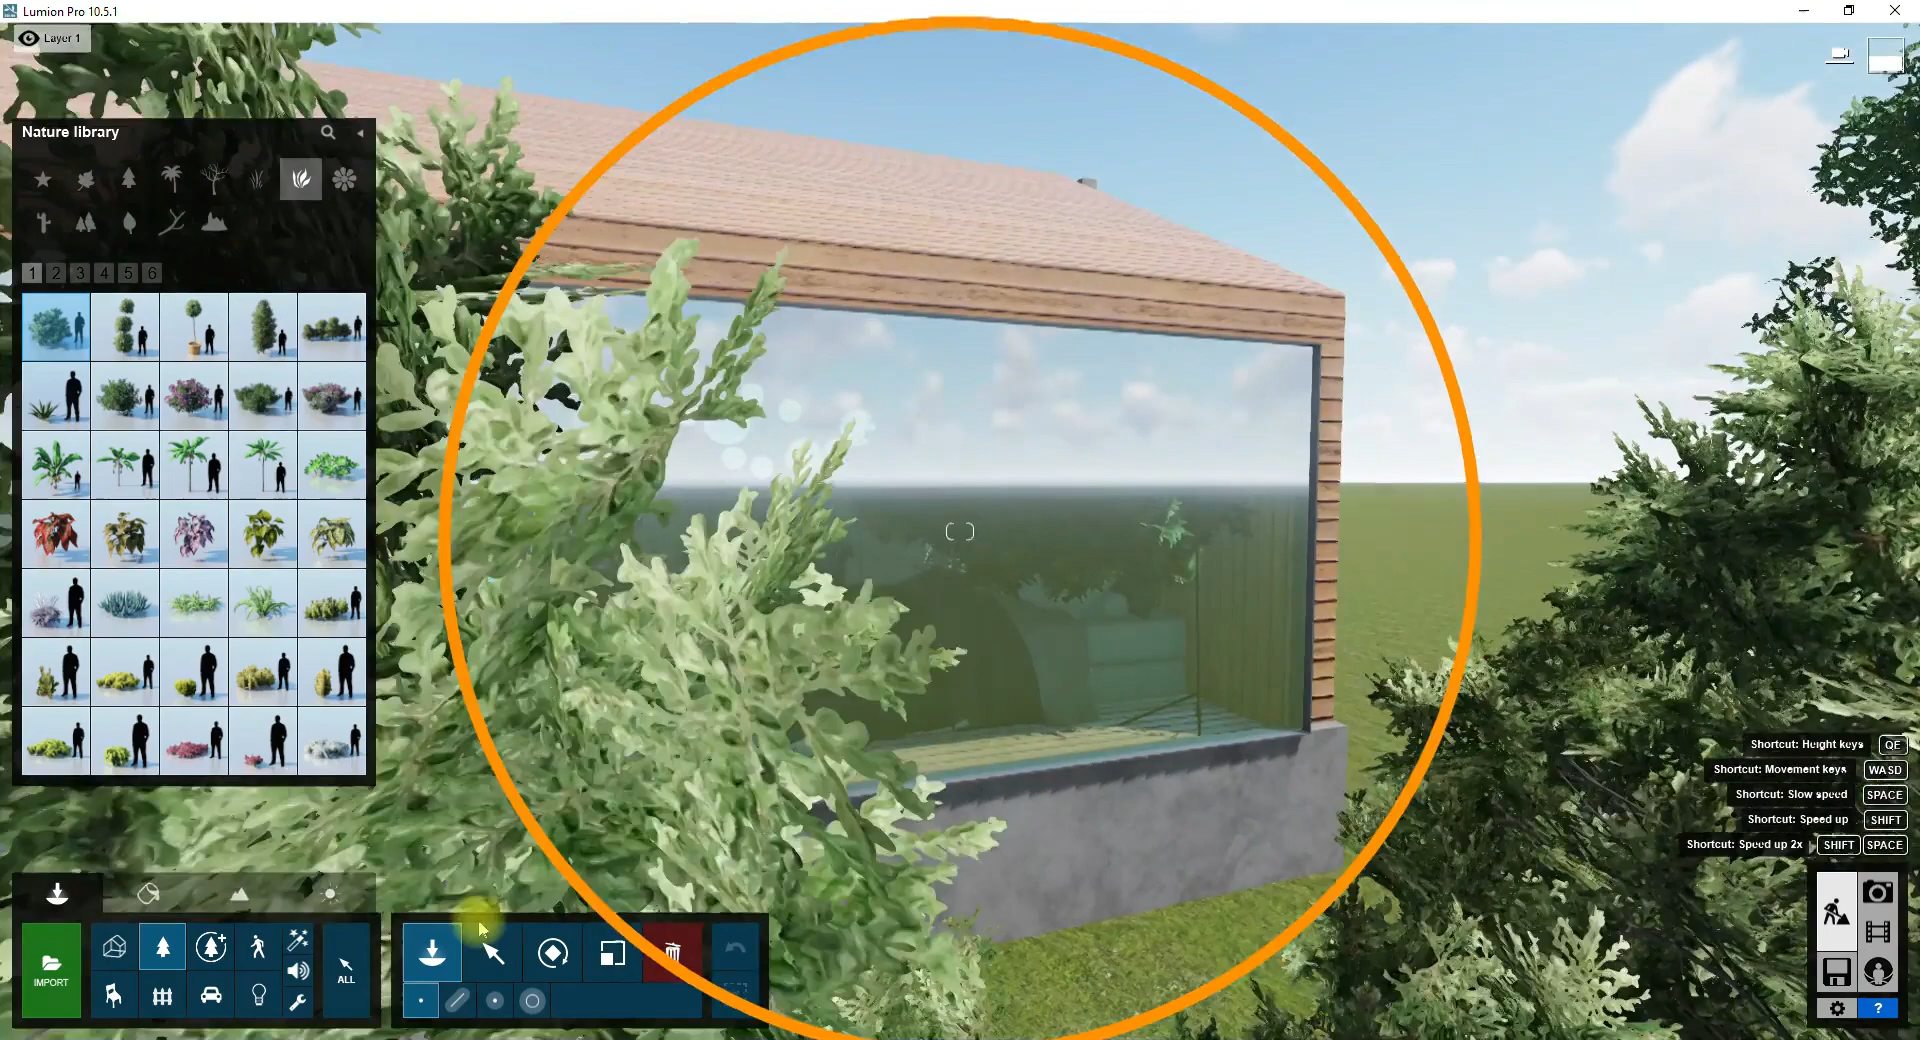 Lumion Pro 10.5.1
Layer 1
Nature library
1 2 3 4 5 6
Shortcut: Height keys QE
Shortcut: Movement keys WASD
Shortcut: Slow speed SPACE
Shortcut: Speed up SHIFT
Shortcut: Speed up 2x SHIFT SPACE
IMPORT
ALL
?